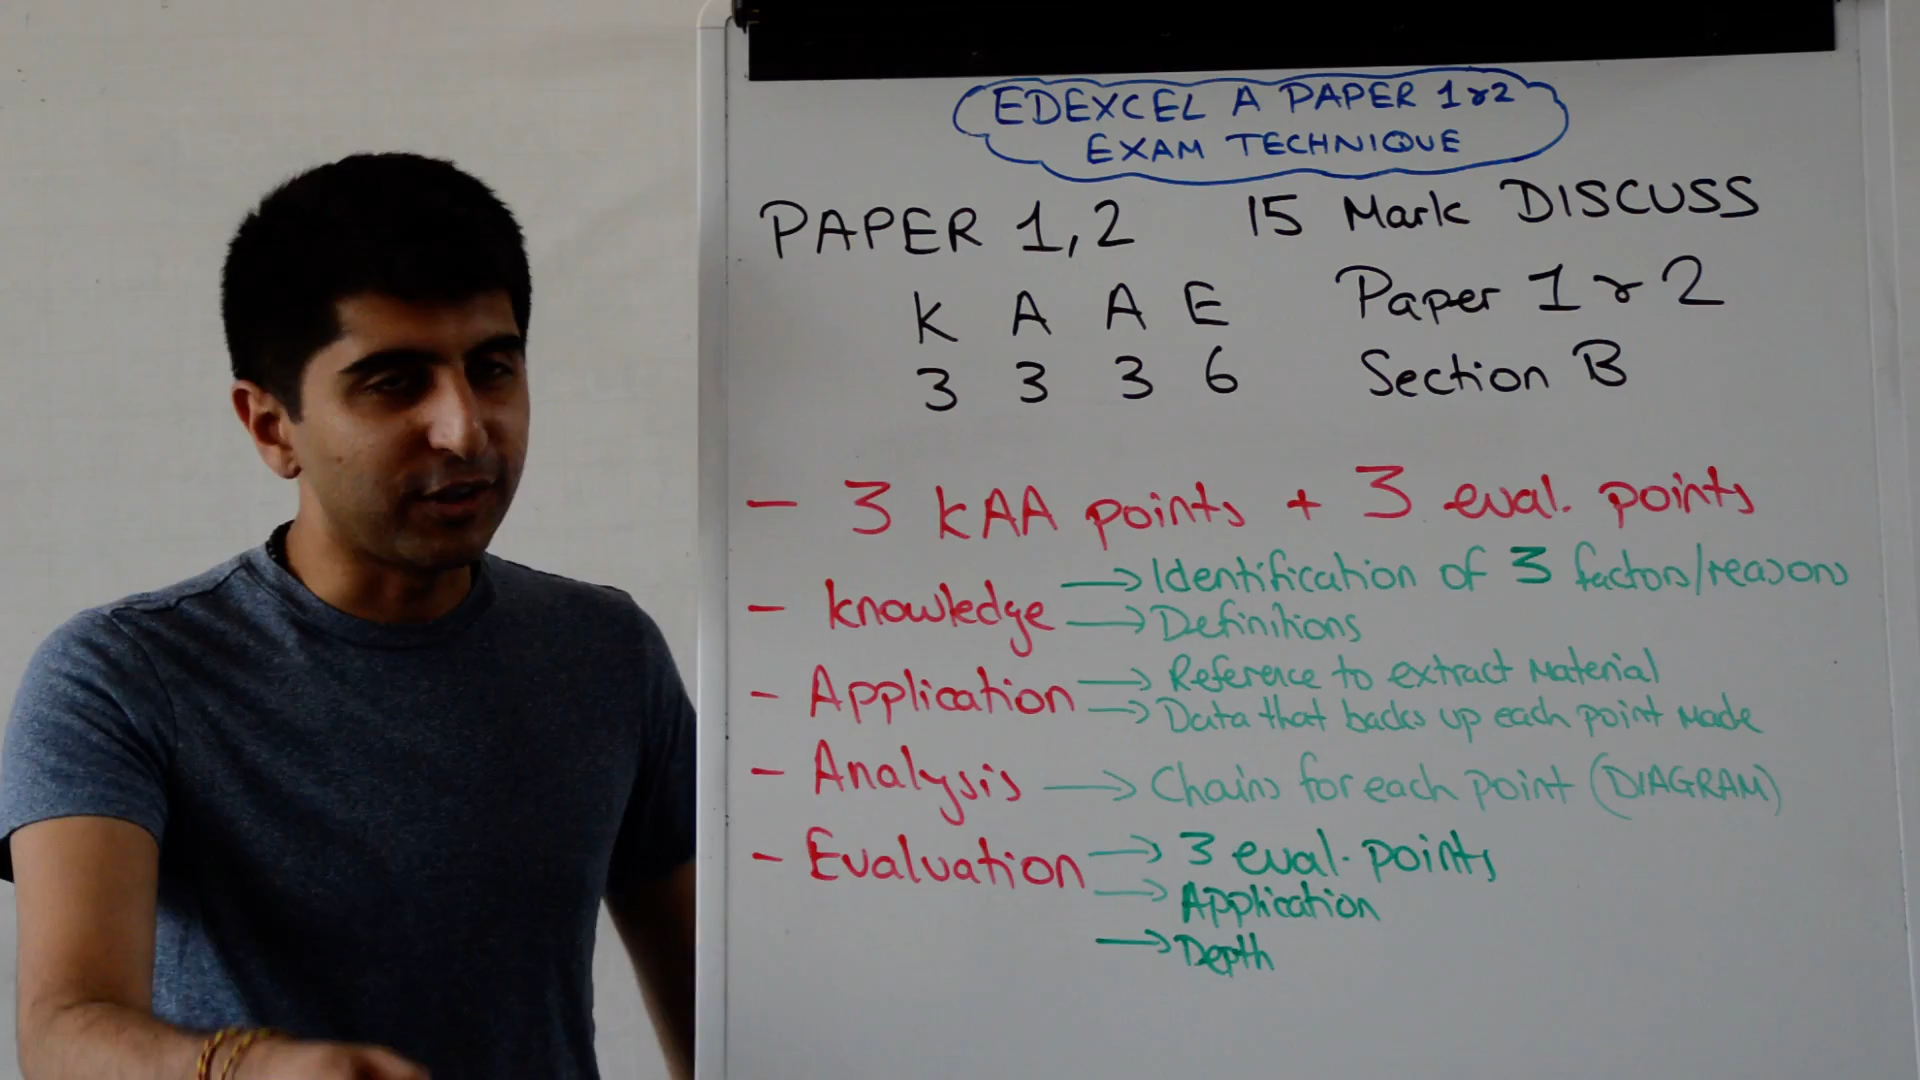 EDEXCEL A PAPER 1&2
EXAM TECHNIQUE
PAPER 1,2 15 Mark DISCUSS
K A A E Paper 1 & 2
3 3 3 6 Section B
- 3 KAA points + 3 eval. points
- Knowledge → Identification of 3 factors/reasons
→ Definitions
- Application → Reference to extract Material
→ Data that backs up each point Made
- Analysis → Chains for each point (DIAGRAM)
- Evaluation → 3 eval. points
→ Application
→ Depth